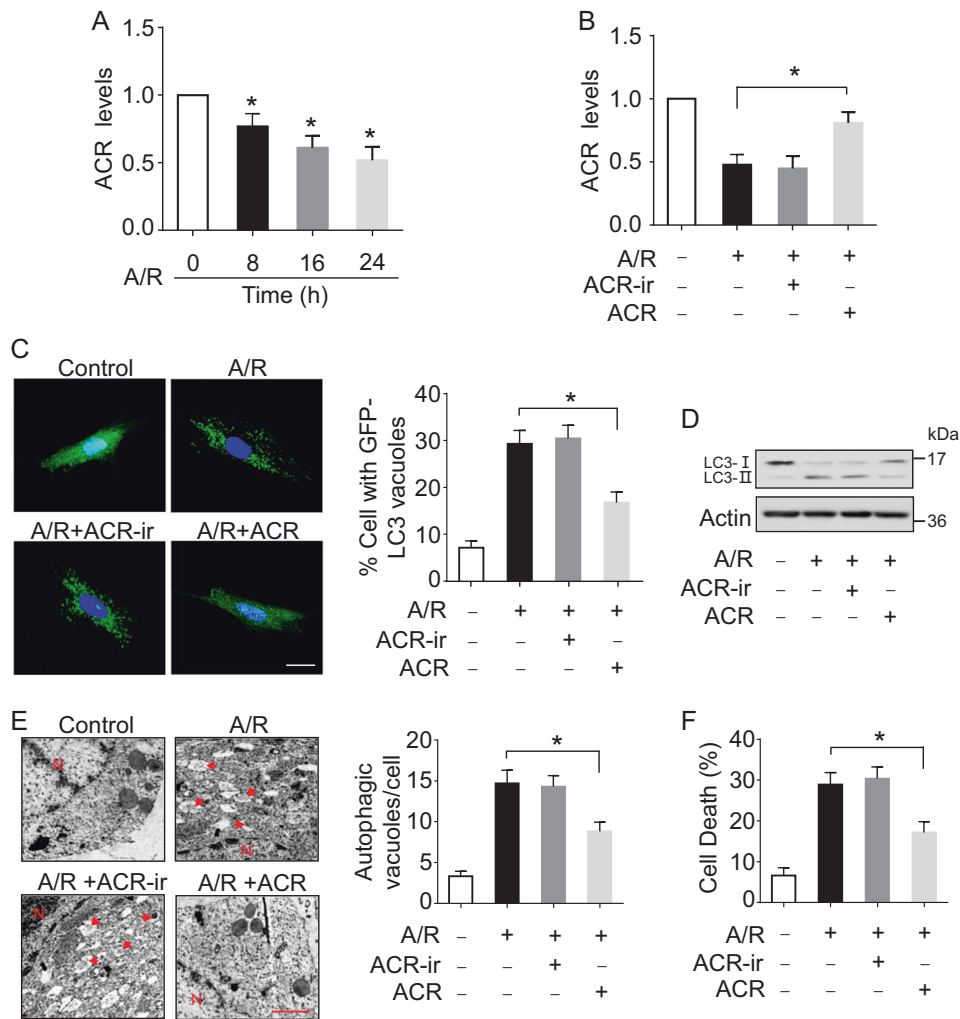 A
ACR levels
1.5
1.0
0.5
0.0
* * *
A/R 0 8 16 24
Time (h)
B
ACR levels
1.5
1.0
0.5
0.0
*
A/R – + + +
ACR-ir – – + –
ACR – – – +
C
Control A/R
A/R+ACR-ir A/R+ACR
% Cell with GFP-
LC3 vacuoles
40
30
20
10
0
*
A/R – + + +
ACR-ir – – + –
ACR – – – +
D
kDa
LC3-Ⅰ 17
LC3-Ⅱ
Actin 36
A/R – + + +
ACR-ir – – + –
ACR – – – +
E
Control A/R
N N
A/R +ACR-ir A/R +ACR
N N
Autophagic
vacuoles/cell
20
15
10
5
0
*
A/R – + + +
ACR-ir – – + –
ACR – – – +
F
Cell Death (%)
40
30
20
10
0
*
A/R – + + +
ACR-ir – – + –
ACR – – – +